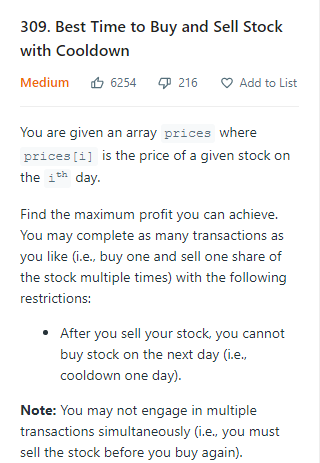 309. Best Time to Buy and Sell Stock
with Cooldown
Medium 6254 216 Add to List
You are given an array prices where
prices[i] is the price of a given stock on
the ith day.
Find the maximum profit you can achieve.
You may complete as many transactions as
you like (i.e., buy one and sell one share of
the stock multiple times) with the following
restrictions:
• After you sell your stock, you cannot
buy stock on the next day (i.e.,
cooldown one day).
Note: You may not engage in multiple
transactions simultaneously (i.e., you must
sell the stock before you buy again).